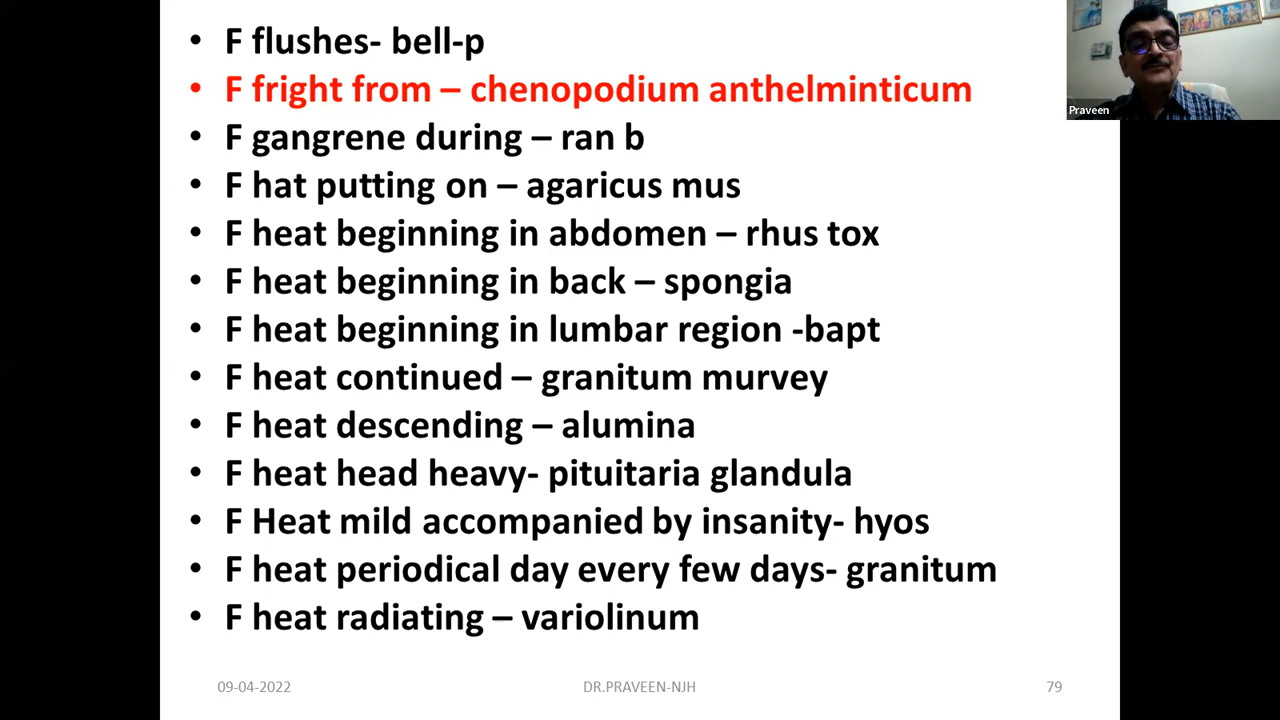 • F flushes- bell-p
• F fright from – chenopodium anthelminticum
• F gangrene during – ran b
• F hat putting on – agaricus mus
• F heat beginning in abdomen – rhus tox
• F heat beginning in back – spongia
• F heat beginning in lumbar region -bapt
• F heat continued – granitum murvey
• F heat descending – alumina
• F heat head heavy- pituitaria glandula
• F Heat mild accompanied by insanity- hyos
• F heat periodical day every few days- granitum
• F heat radiating – variolinum
Praveen
09-04-2022
DR.PRAVEEN-NJH
79